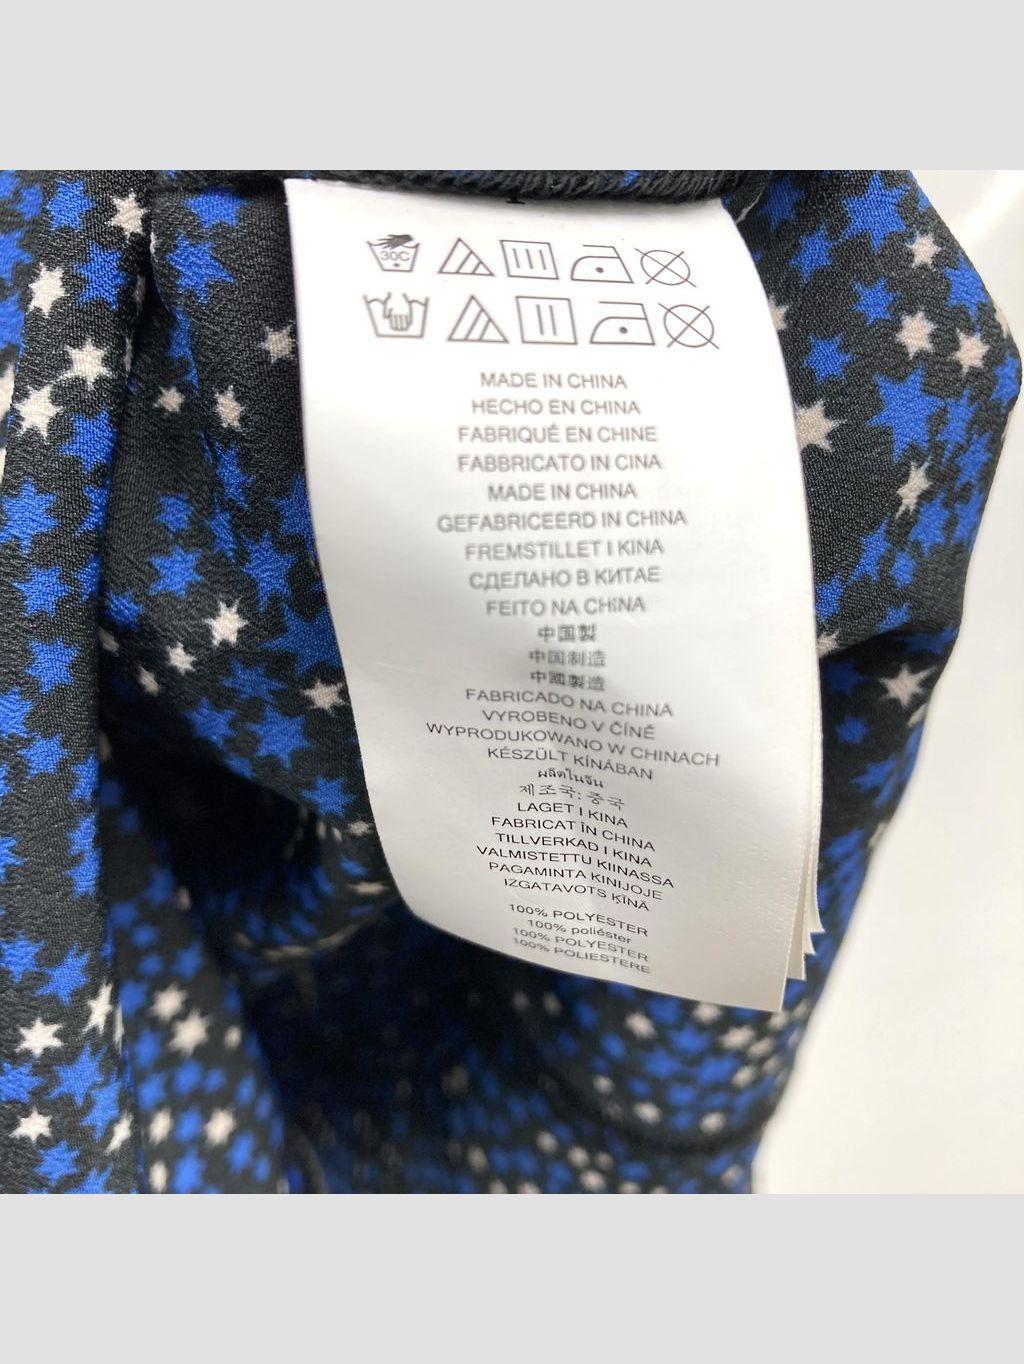 30C
MADE IN CHINA
HECHO EN CHINA
FABRIQUÉ EN CHINE
FABBRICATO IN CINA
MADE IN CHINA
GEFABRICEERD IN CHINA
FREMSTILLET I KINA
СДЕЛАНО В КИТАЕ
FEITO NA CHINA
中国製
中国制造
中國製造
FABRICADO NA CHINA
VYROBENO V ČÍNĚ
WYPRODUKOWANO W CHINACH
KÉSZÜLT KÍNÁBAN
ผลิตในจีน
제조국: 중국
LAGET I KINA
FABRICAT ÎN CHINA
TILLVERKAD I KINA
VALMISTETTU KIINASSA
PAGAMINTA KINIJOJE
IZGATAVOTS ĶĪNĀ
100% POLYESTER
100% poliéster
100% POLYESTER
100% POLIESTERE